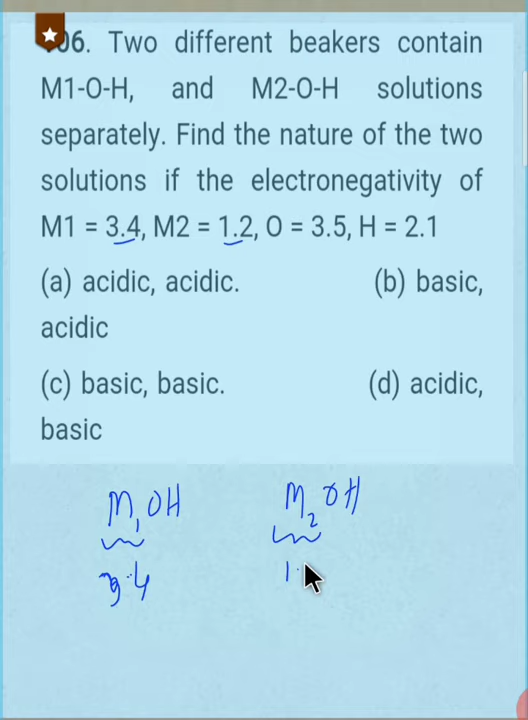 06. Two different beakers contain
M1-O-H, and M2-O-H solutions
separately. Find the nature of the two
solutions if the electronegativity of
M1 = 3.4, M2 = 1.2, O = 3.5, H = 2.1
(a) acidic, acidic. (b) basic,
acidic
(c) basic, basic. (d) acidic,
basic
M₁OH M₂OH
3.4 1.